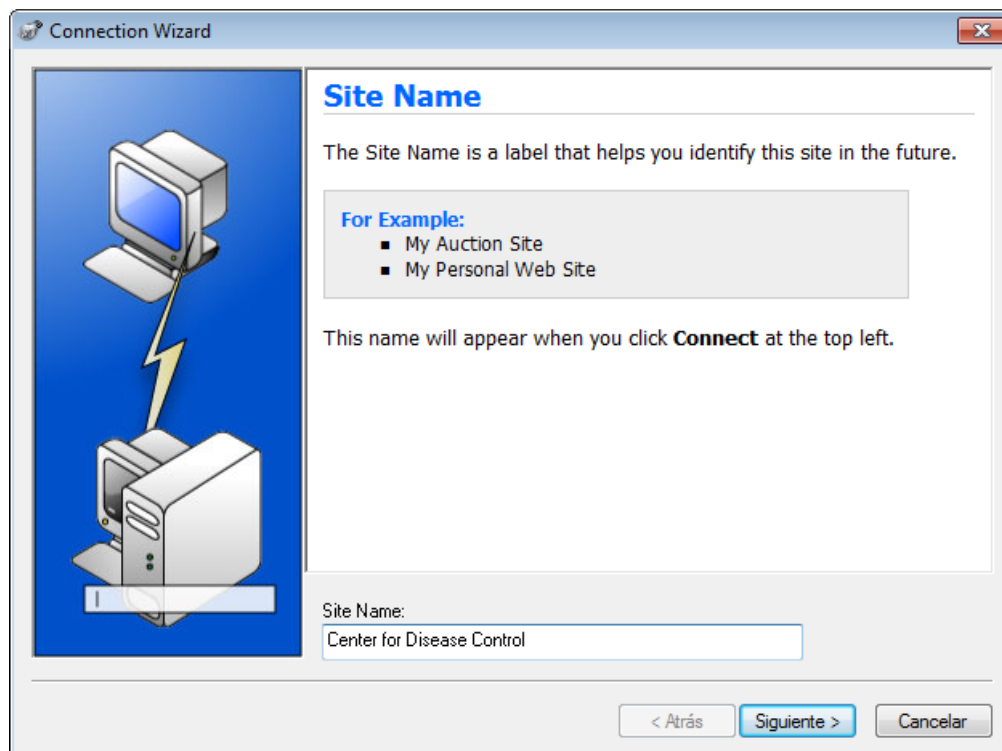 Connection Wizard
Site Name
The Site Name is a label that helps you identify this site in the future.
For Example:
My Auction Site
My Personal Web Site
This name will appear when you click Connect at the top left.
Site Name:
Center for Disease Control
< Atrás
Siguiente >
Cancelar